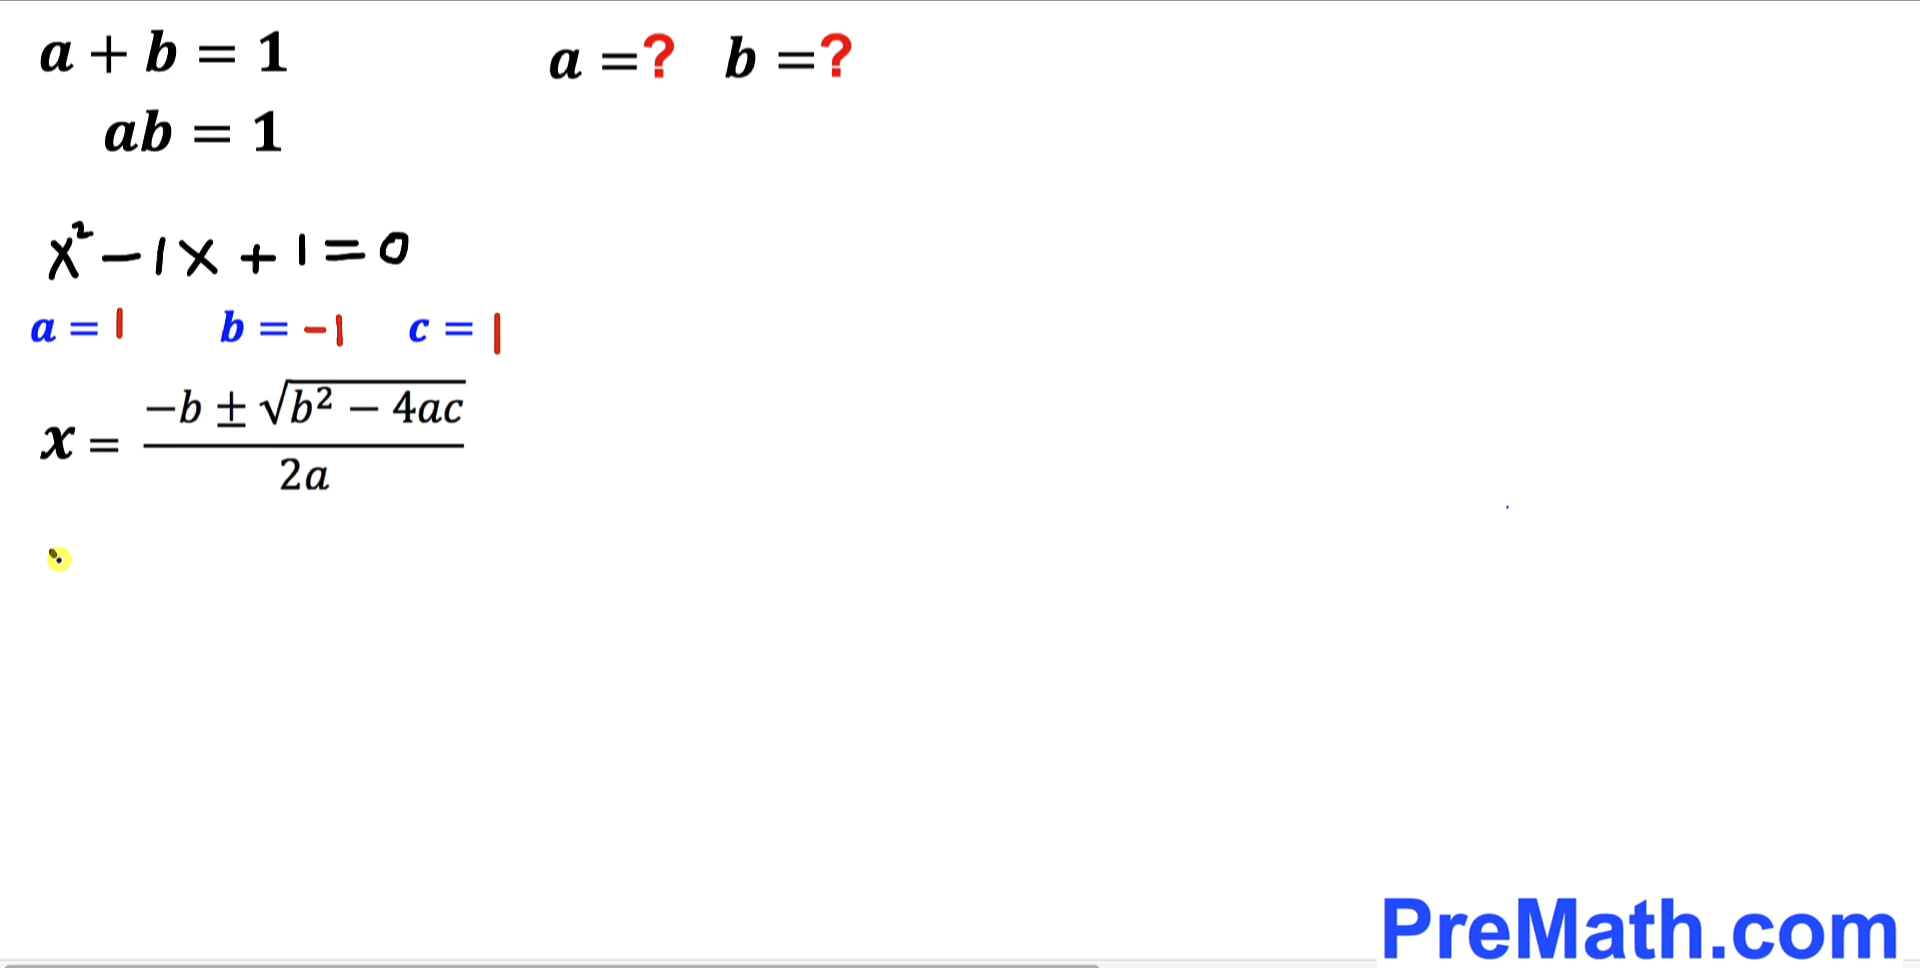 a + b = 1
a =? b =?
ab = 1
x² – 1x + 1 = 0
a = 1 b = -1 c = 1
x = −b ± √b² − 4ac
2a
PreMath.com